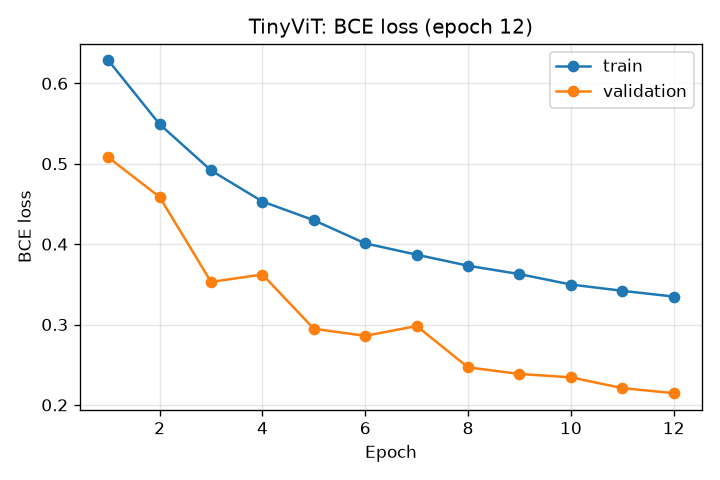 TinyViT: BCE loss (epoch 12)
train
validation
BCE loss
0.6
0.5
0.4
0.3
0.2
2 4 6 8 10 12
Epoch